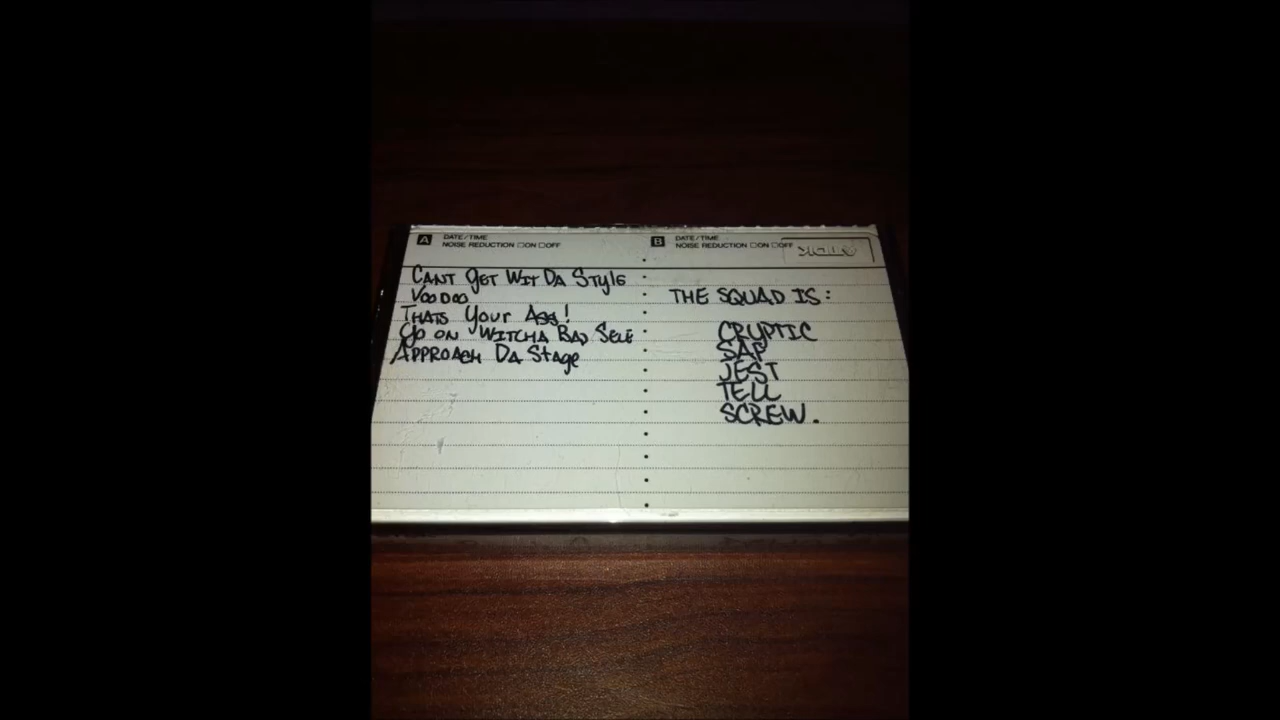 A DATE/TIME
NOISE REDUCTION □ON □OFF
CANT GET WIT DA STYLE
VOODOO
THATS YOUR ASS!
GO ON WITCHA BAD SELF
APPROACH DA STAGE
B DATE/TIME
NOISE REDUCTION □ON □OFF
TDK
THE SQUAD IS:
CRYPTIC
SAP
JEST
TELL
SCREW.